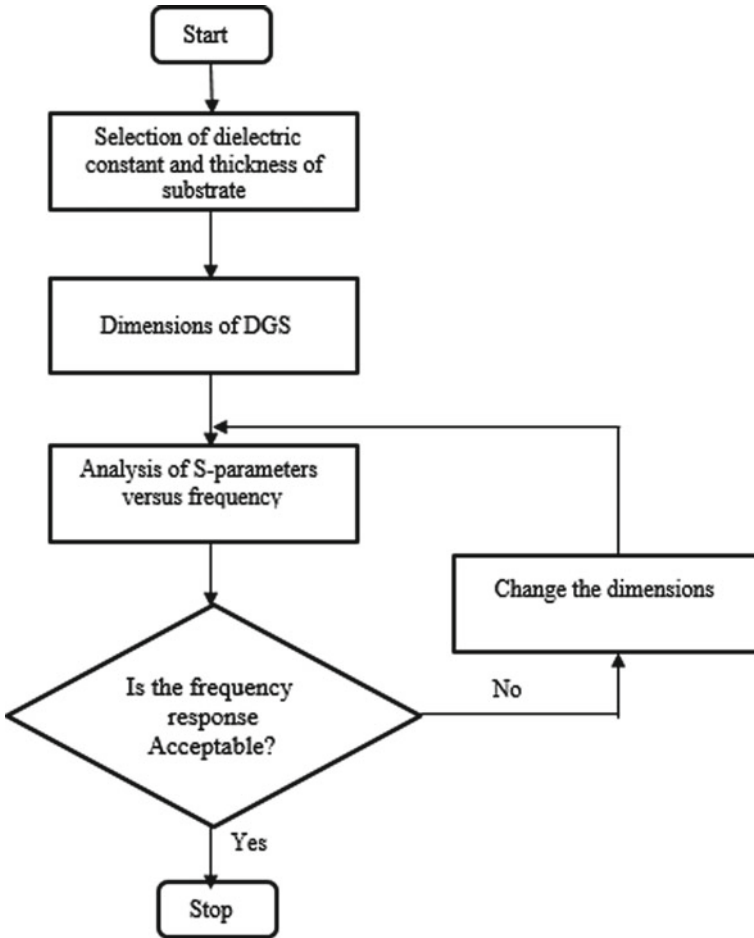 Start
Selection of dielectric
constant and thickness of
substrate
Dimensions of DGS
Analysis of S-parameters
versus frequency
Change the dimensions
Is the frequency
response
Acceptable?
No
Yes
Stop